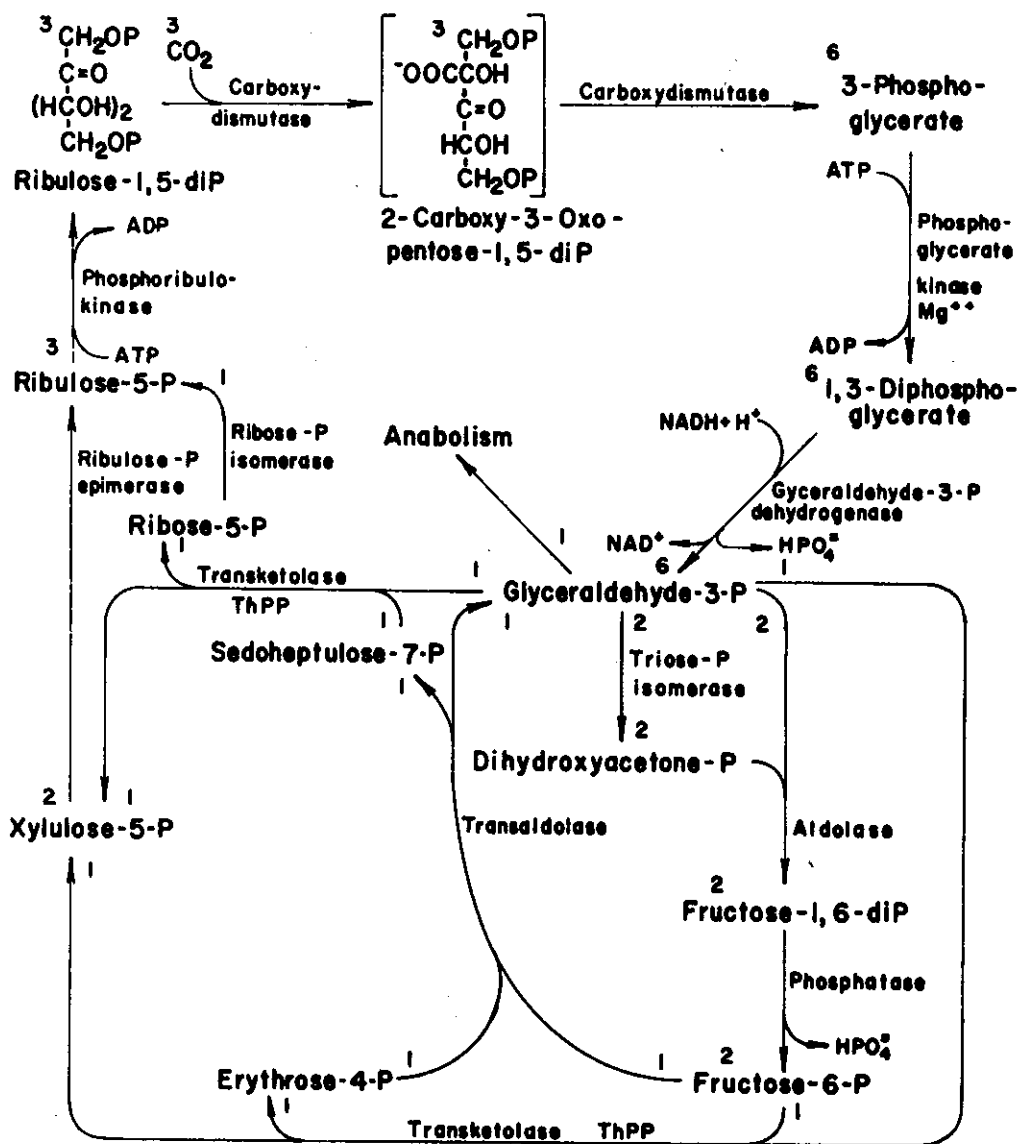 3
CH₂OP
C=O
(HCOH)₂
CH₂OP
Ribulose-1,5-diP
3
CO₂
Carboxy-
dismutase
3
CH₂OP
⁻OOCCOH
C=O
HCOH
CH₂OP
2-Carboxy-3-Oxo-
pentose-1,5-diP
Carboxydismutase
6
3-Phospho-
glycerate
ATP
Phospho-
glycerate
kinase
Mg⁺⁺
ADP
6
1,3-Diphospho-
glycerate
ADP
Phosphoribulo-
kinase
ATP
3
Ribulose-5-P
1
Ribulose-P
epimerase
Ribose-P
isomerase
Ribose-5-P
1
Anabolism
1
NADH+H⁺
Gyceraldehyde-3-P
dehydrogenase
NAD⁺
HPO₄⁼
6
1
Glyceraldehyde-3-P
1
1
2
2
Transketolase
ThPP
1
Sedoheptulose-7-P
1
Triose-P
isomerase
2
Dihydroxyacetone-P
2
1
Xylulose-5-P
1
Transaldolase
Aldolase
2
Fructose-1,6-diP
Phosphatase
HPO₄⁼
Erythrose-4-P
1
1
1
2
Fructose-6-P
1
Transketolase ThPP